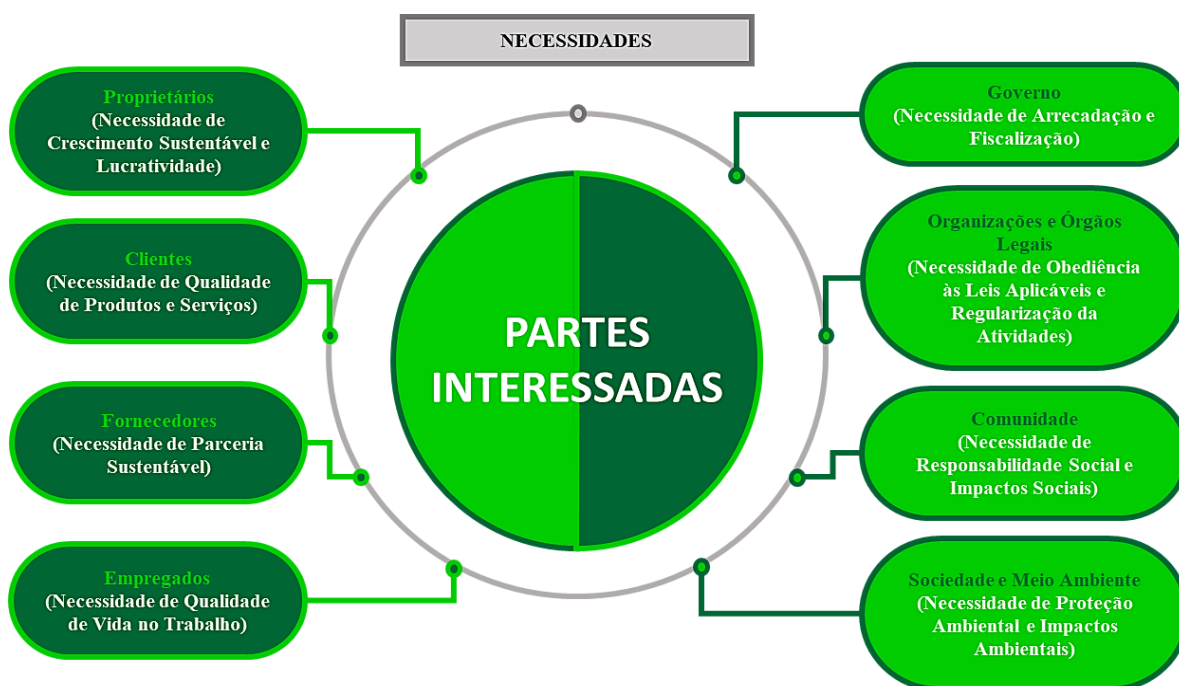 NECESSIDADES
Proprietários
(Necessidade de
Crescimento Sustentável e
Lucratividade)
Clientes
(Necessidade de Qualidade
de Produtos e Serviços)
Fornecedores
(Necessidade de Parceria
Sustentável)
Empregados
(Necessidade de Qualidade
de Vida no Trabalho)
PARTES
INTERESSADAS
Governo
(Necessidade de Arrecadação e
Fiscalização)
Organizações e Órgãos
Legais
(Necessidade de Obediência
às Leis Aplicáveis e
Regularização da
Atividades)
Comunidade
(Necessidade de
Responsabilidade Social e
Impactos Sociais)
Sociedade e Meio Ambiente
(Necessidade de Proteção
Ambiental e Impactos
Ambientais)